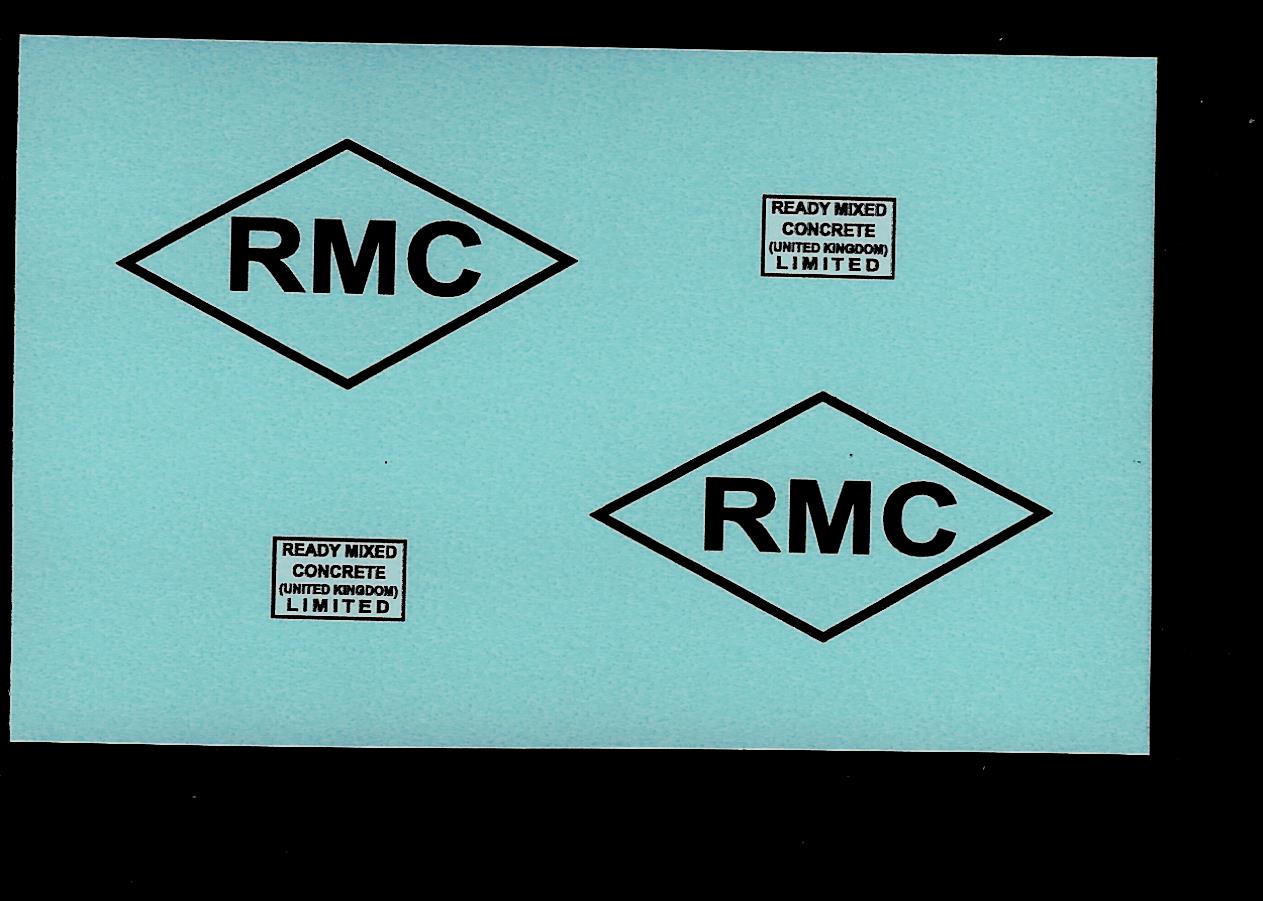 RMC
READY MIXED
CONCRETE
(UNITED KINGDOM)
LIMITED
RMC
READY MIXED
CONCRETE
(UNITED KINGDOM)
LIMITED